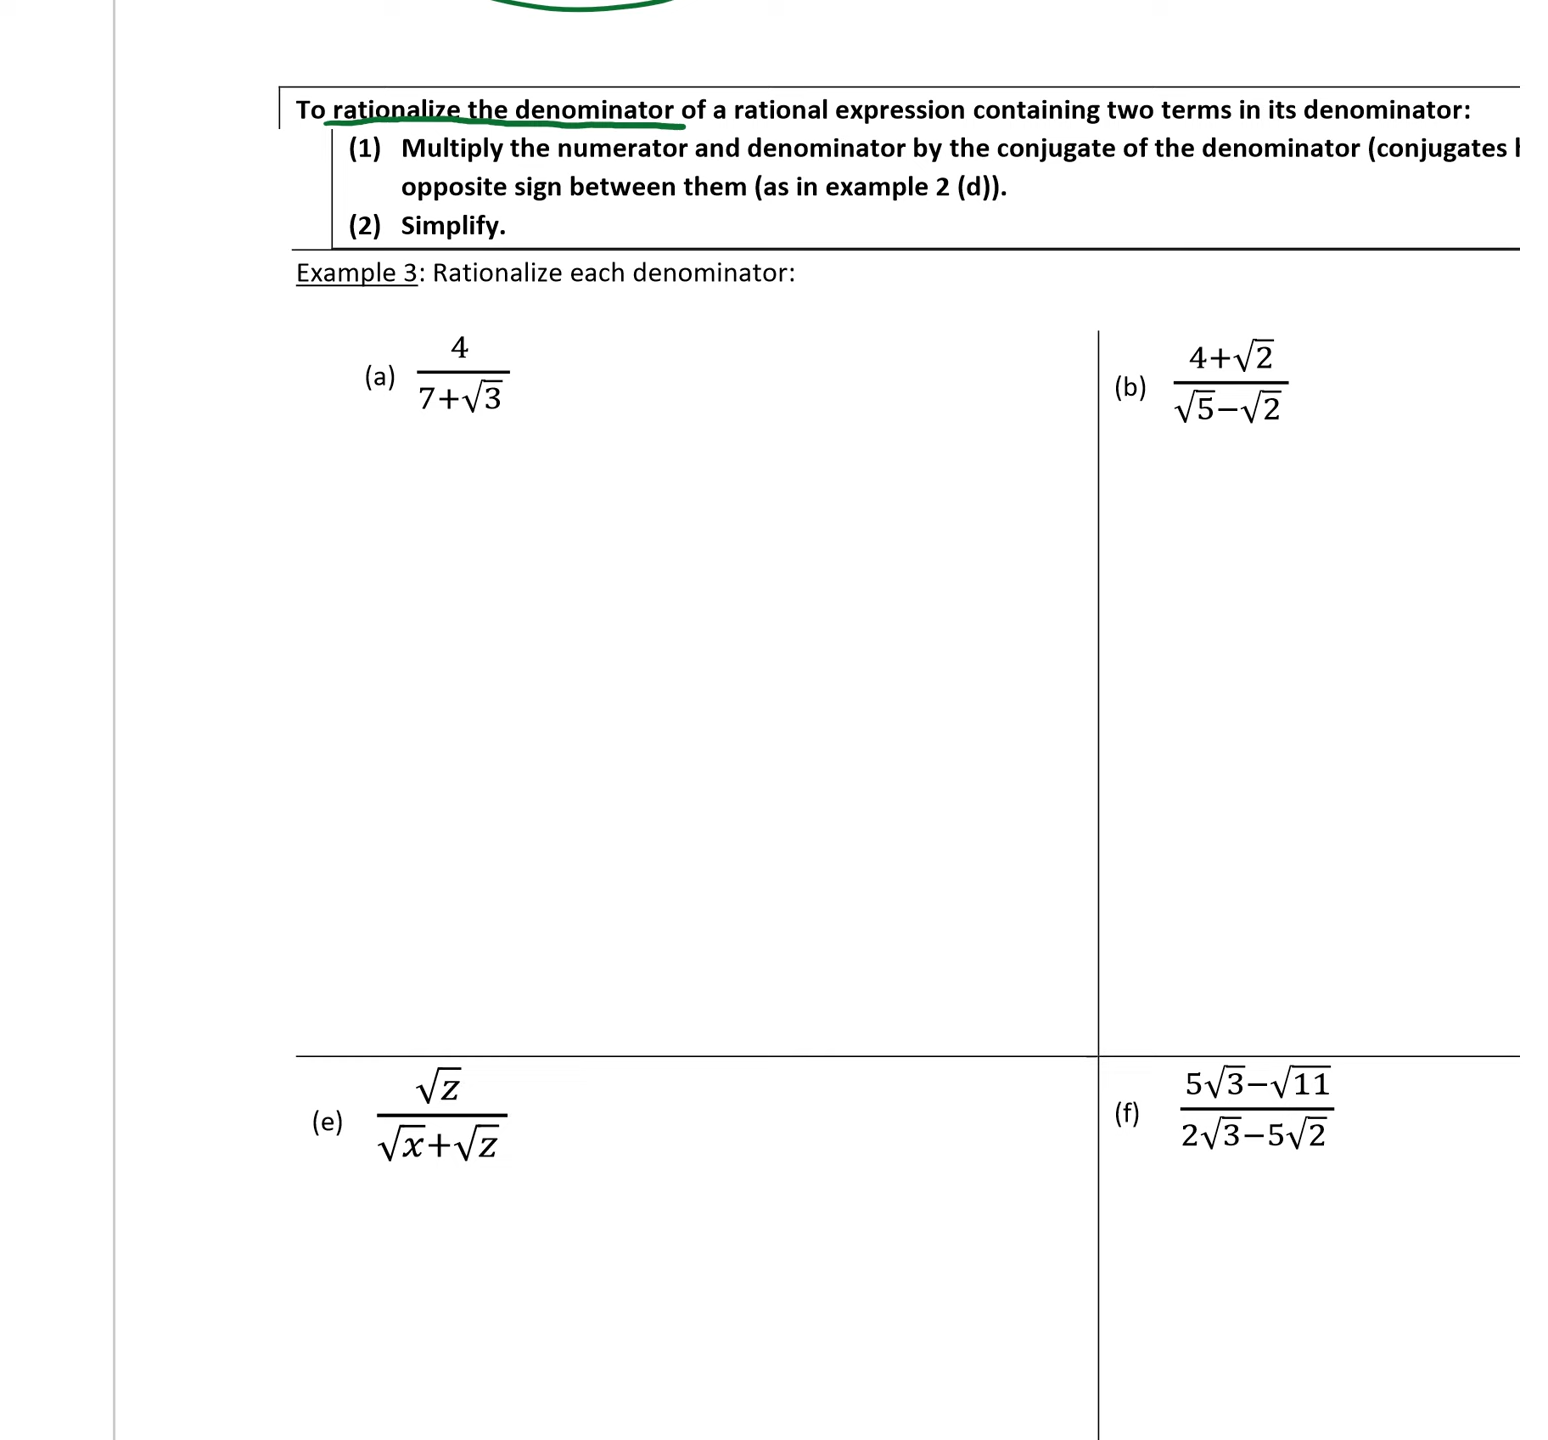 To rationalize the denominator of a rational expression containing two terms in its denominator:
(1) Multiply the numerator and denominator by the conjugate of the denominator (conjugates
opposite sign between them (as in example 2 (d)).
(2) Simplify.
Example 3: Rationalize each denominator:
(a) 4/(7+√3)
(b) (4+√2)/(√5−√2)
(e) √z/(√x+√z)
(f) (5√3−√11)/(2√3−5√2)